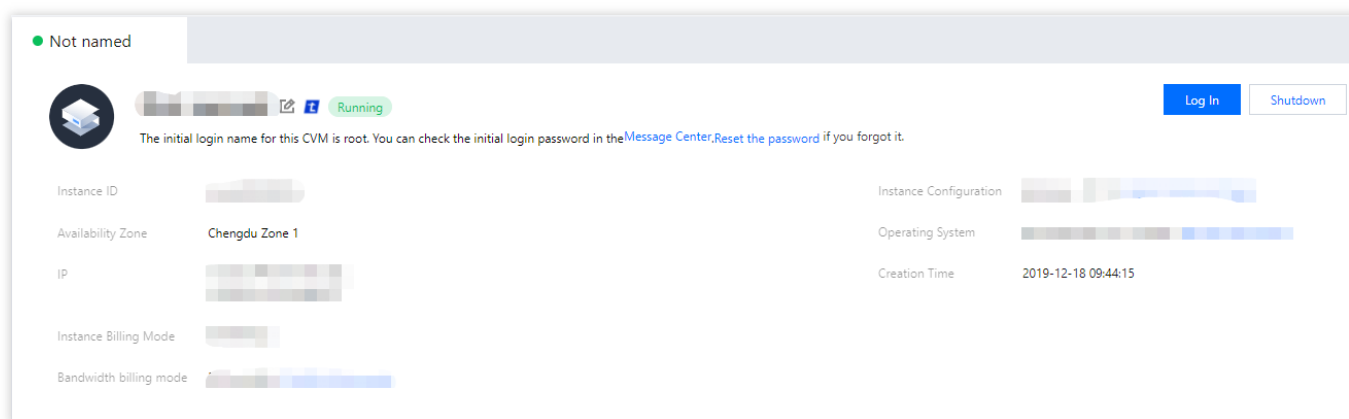 Not named
Running
Log In
Shutdown
The initial login name for this CVM is root. You can check the initial login password in the Message Center.Reset the password if you forgot it.
Instance ID
Instance Configuration
Availability Zone
Chengdu Zone 1
Operating System
IP
Creation Time
2019-12-18 09:44:15
Instance Billing Mode
Bandwidth billing mode